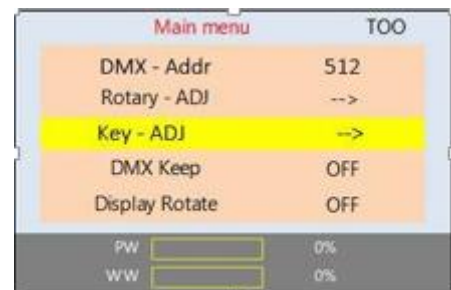 Main menu TOO
DMX - Addr 512
Rotary - ADJ -->
Key - ADJ -->
DMX Keep OFF
Display Rotate OFF
PW 0%
WW 0%